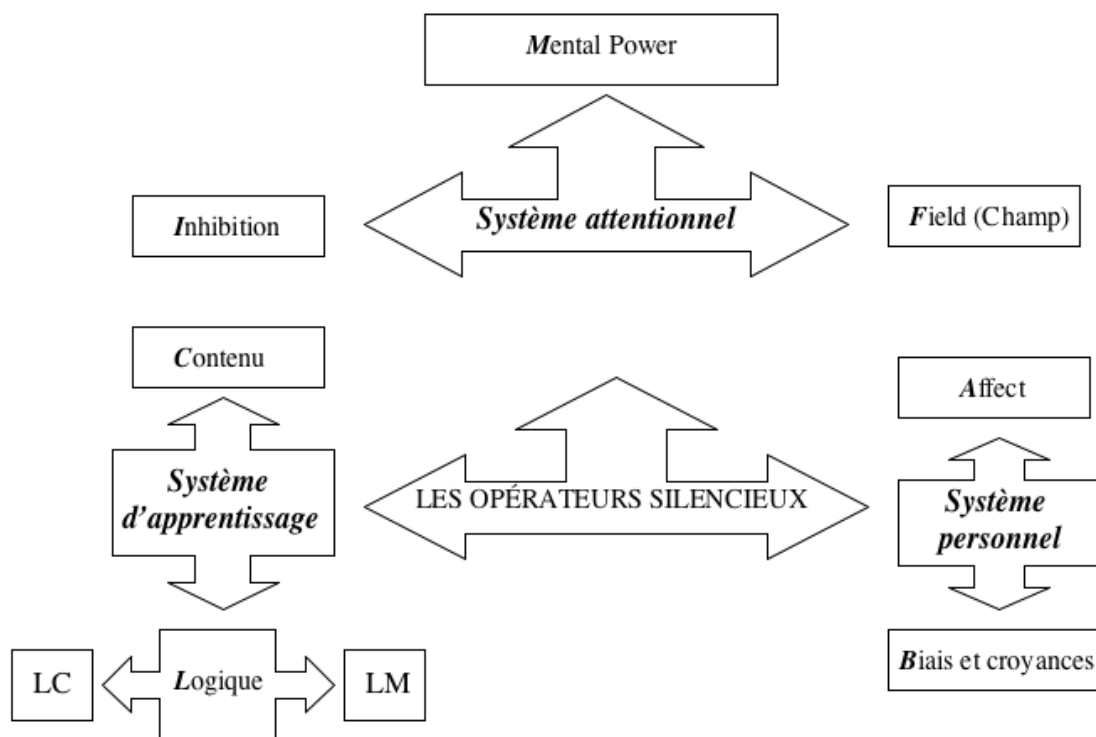 Mental Power
Inhibition
Système attentionnel
Field (Champ)
Contenu
Affect
Système
d'apprentissage
LES OPÉRATEURS SILENCIEUX
Système
personnel
LC
Logique
LM
Biais et croyances